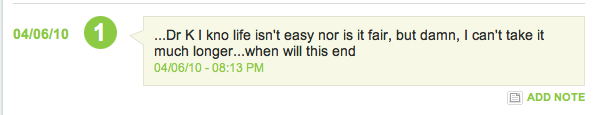 04/06/10
1
...Dr K I kno life isn't easy nor is it fair, but damn, I can't take it
much longer...when will this end
04/06/10 - 08:13 PM
ADD NOTE